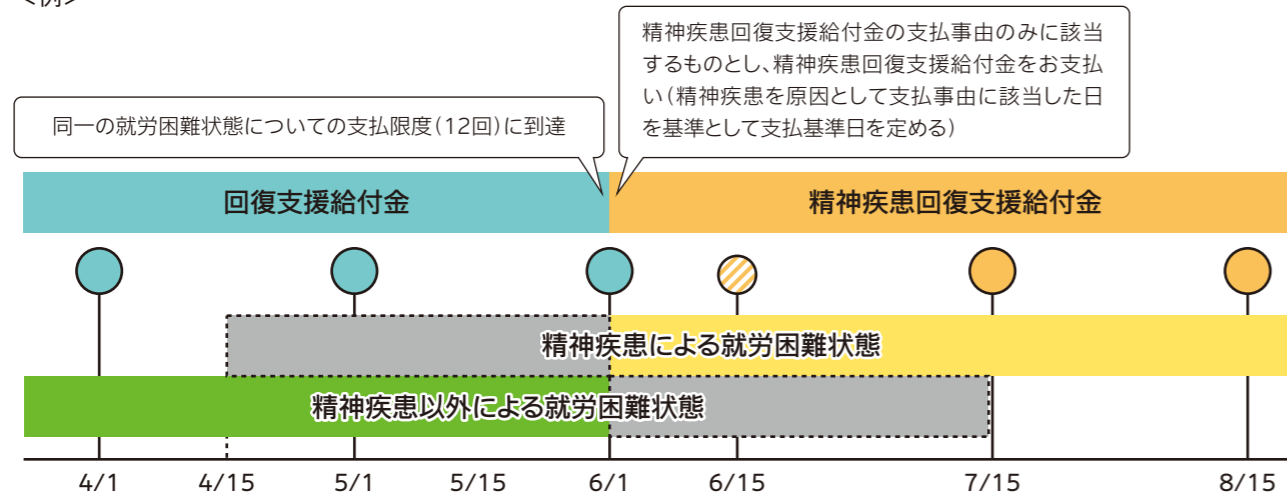 <例>
精神疾患回復支援給付金の支払事由のみに該当
するものとし、精神疾患回復支援給付金をお支払
い(精神疾患を原因として支払事由に該当した日
を基準として支払基準日を定める)
同一の就労困難状態についての支払限度(12回)に到達
回復支援給付金
精神疾患回復支援給付金
精神疾患による就労困難状態
精神疾患以外による就労困難状態
4/1
4/15
5/1
5/15
6/1
6/15
7/15
8/15